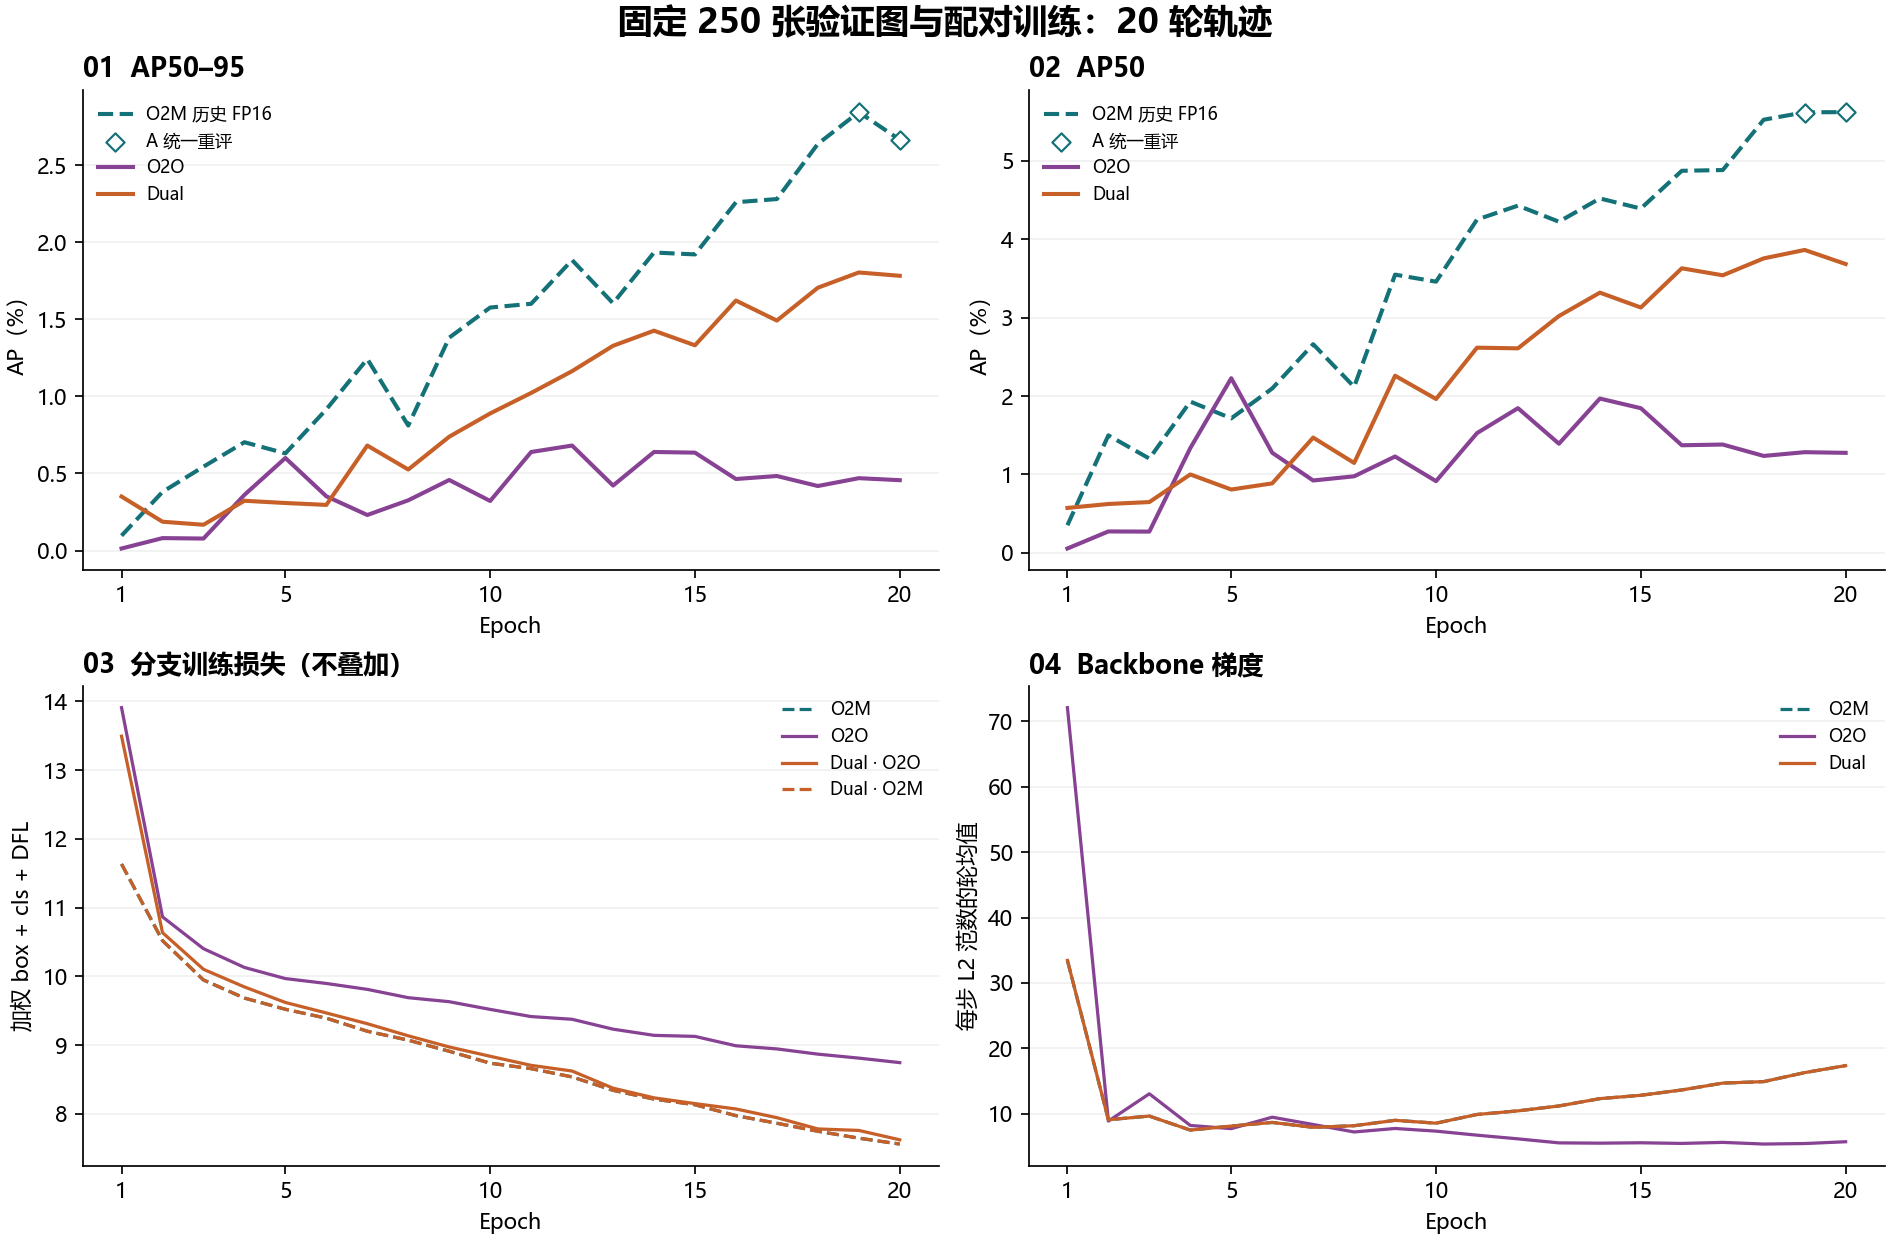 固定 250 张验证图与配对训练：20 轮轨迹
01 AP50–95
O2M 历史 FP16
A 统一重评
O2O
Dual
AP（%）
2.5
2.0
1.5
1.0
0.5
0.0
1 5 10 15 20
Epoch
02 AP50
O2M 历史 FP16
A 统一重评
O2O
Dual
AP（%）
5
4
3
2
1
0
1 5 10 15 20
Epoch
03 分支训练损失（不叠加）
O2M
O2O
Dual · O2O
Dual · O2M
加权 box + cls + DFL
14
13
12
11
10
9
8
1 5 10 15 20
Epoch
04 Backbone 梯度
O2M
O2O
Dual
每步 L2 范数的轮均值
70
60
50
40
30
20
10
1 5 10 15 20
Epoch